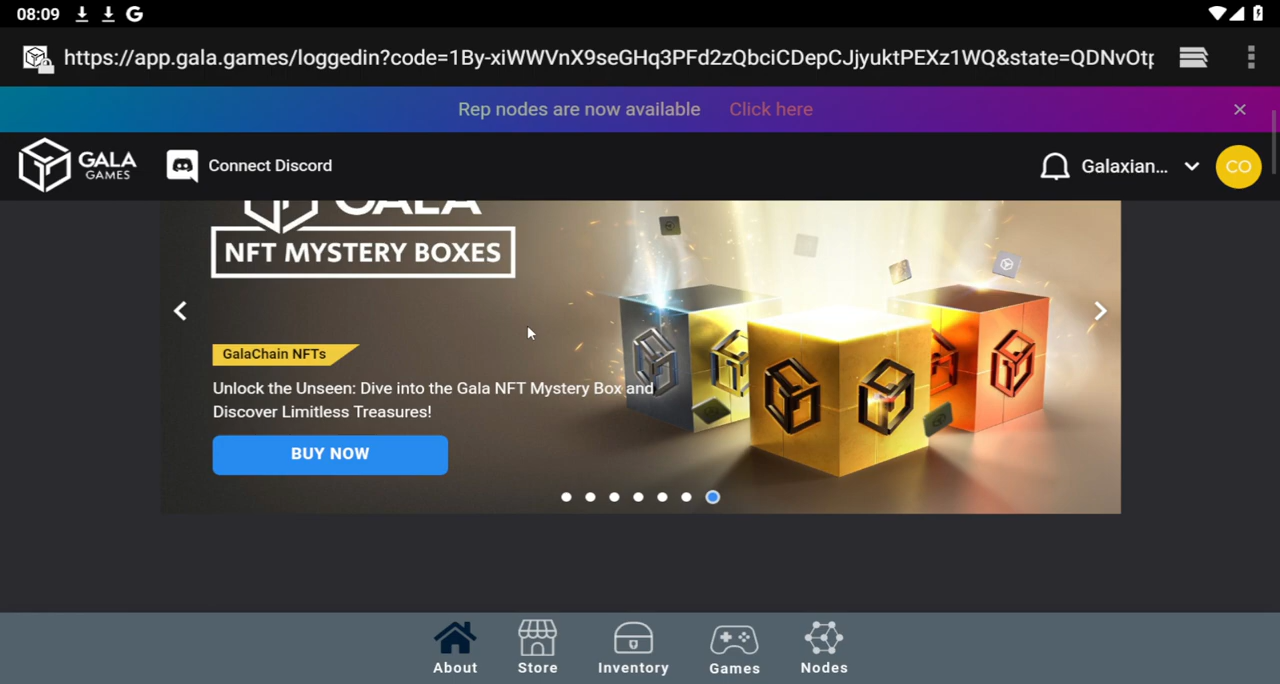 08:09
https://app.gala.games/loggedin?code=1By-xiWWVnX9seGHq3PFd2zQbciCDepCJjyuktPEXz1WQ&state=QDNvOtp
Rep nodes are now available Click here
GALA
GAMES
Connect Discord
Galaxian...
CO
GALA
NFT MYSTERY BOXES
GalaChain NFTs
Unlock the Unseen: Dive into the Gala NFT Mystery Box and
Discover Limitless Treasures!
BUY NOW
About
Store
Inventory
Games
Nodes